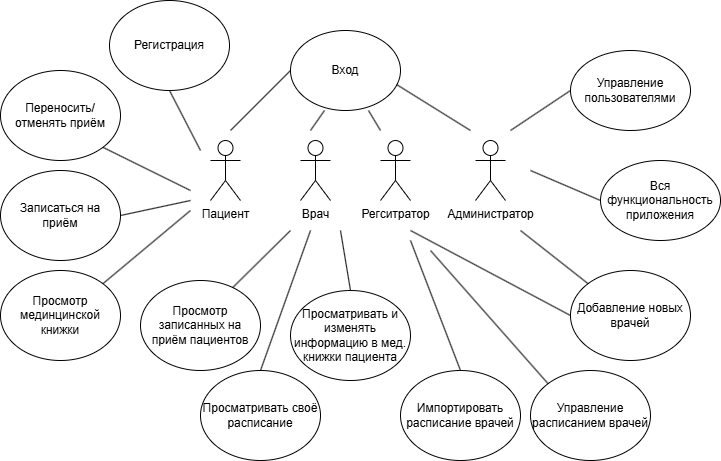 Регистрация
Вход
Переносить/
отменять приём
Управление
пользователями
Записаться на
приём
Вся
функциональность
приложения
Пациент
Врач
Регситратор
Администратор
Просмотр
мединцинской
книжки
Просмотр
записанных на
приём пациентов
Просматривать и
изменять
информацию в мед.
книжки пациента
Добавление новых
врачей
Просматривать своё
расписание
Импортировать
расписание врачей
Управление
расписанием врачей